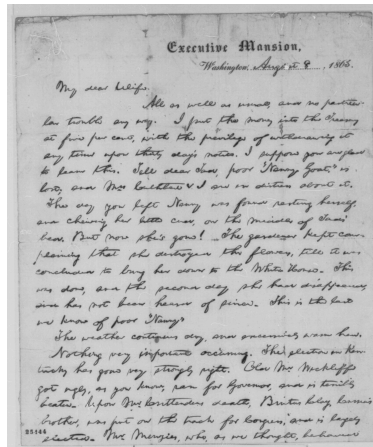 Executive Mansion,
Washington, August 8, 1863.
My dear Wife.
All as well as usual, and no particu-
lar trouble any way. I put the money into the Treasury
at five per cent, with the privilege of withdrawing it
any time upon thirty days' notice. I suppose you are glad
to learn this. Tell dear Tad, poor "Nanny Goat," is
lost; and Mrs. Cuthbert & I are in distress about it.
The day you left Nanny was found resting herself,
and chewing her little cud, on the middle of Tad's
bed. But now she's gone! The gardener kept com-
plaining that she destroyed the flowers, till it was
concluded to bring her down to the White House. This
was done, and the second day she had disappeared,
and has not been heard of since. This is the last
we know of poor "Nanny"
The weather continues dry, and excessively warm here.
Nothing very important occurring. The election in Ken-
tucky has gone very strongly right. Old Mr. Wickliffe
got ugly, as you know, ran for Governor, and is terribly
beaten. Upon Mr. Crittenden's death, Brutus Clay, Cassius'
brother, was put on the track for Congress, and is largely
elected. Mr. Menzies, who, as we thought, behaved
25146